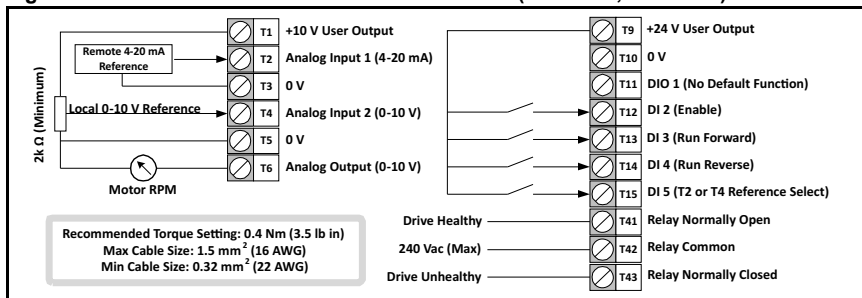 T1 +10 V User Output
Remote 4-20 mA
Reference
T2 Analog Input 1 (4-20 mA)
T3 0 V
Local 0-10 V Reference
T4 Analog Input 2 (0-10 V)
2k Ω (Minimum)
T5 0 V
T6 Analog Output (0-10 V)
Motor RPM
Recommended Torque Setting: 0.4 Nm (3.5 lb in)
Max Cable Size: 1.5 mm² (16 AWG)
Min Cable Size: 0.32 mm² (22 AWG)
T9 +24 V User Output
T10 0 V
T11 DIO 1 (No Default Function)
T12 DI 2 (Enable)
T13 DI 3 (Run Forward)
T14 DI 4 (Run Reverse)
T15 DI 5 (T2 or T4 Reference Select)
Drive Healthy T41 Relay Normally Open
240 Vac (Max) T42 Relay Common
Drive Unhealthy T43 Relay Normally Closed